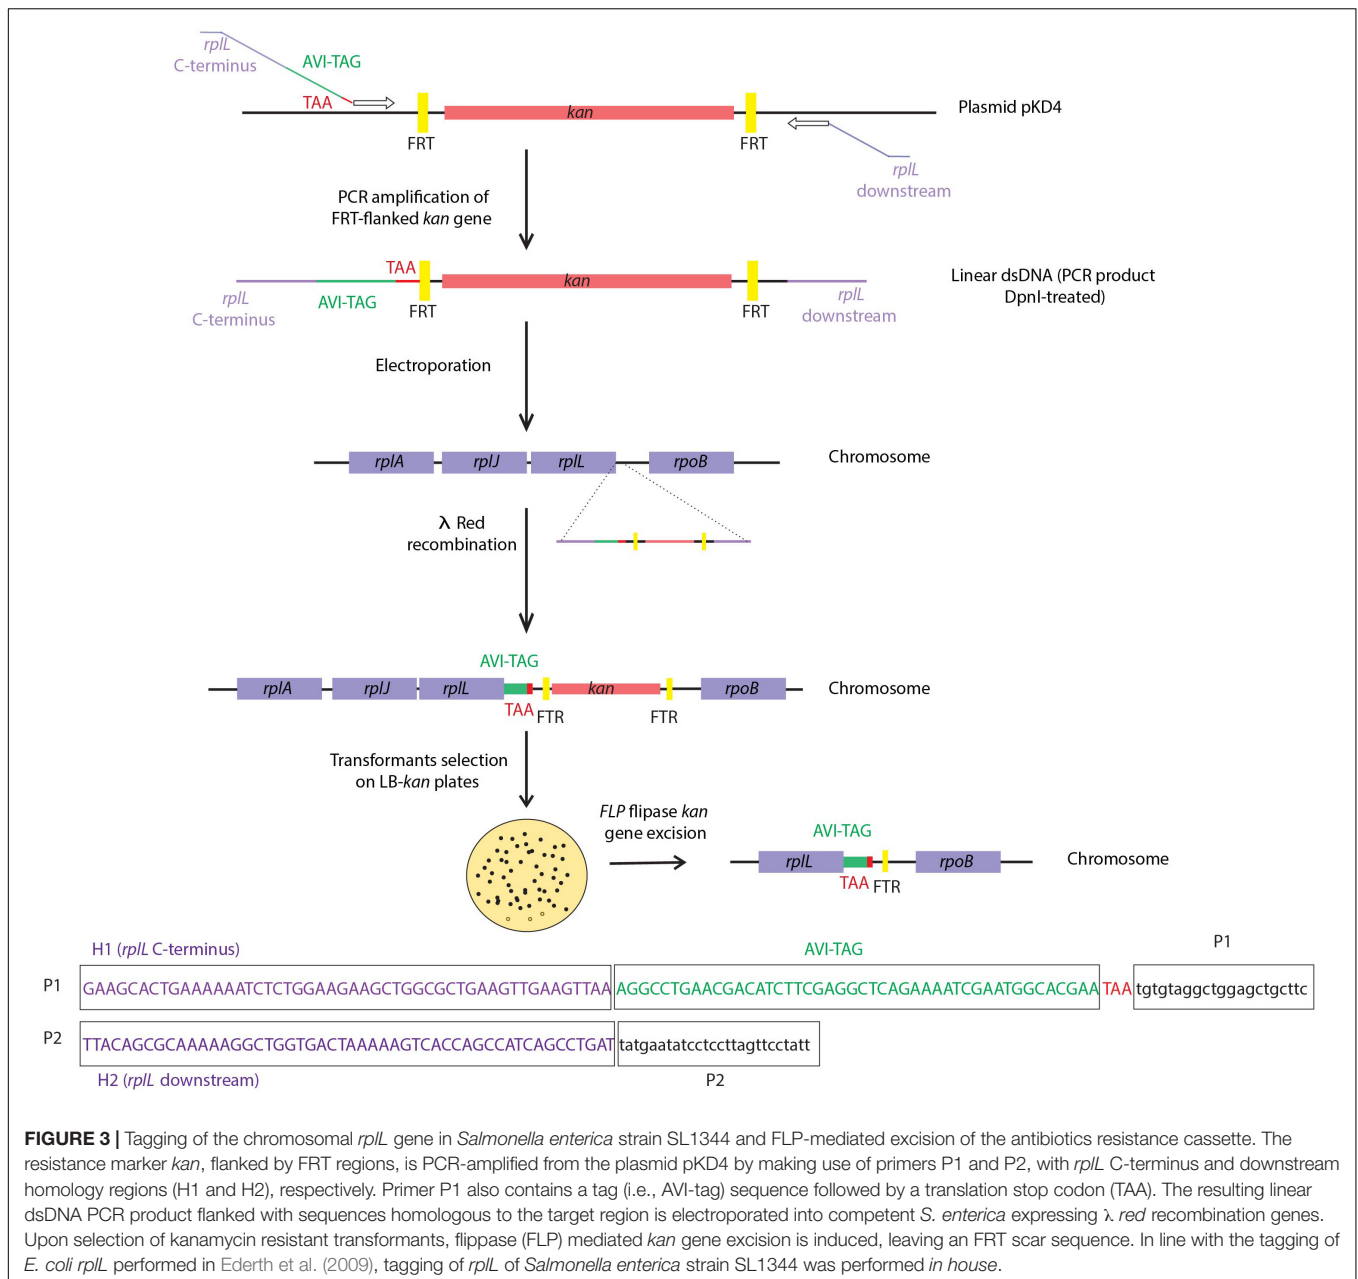 rplL
C-terminus
AVI-TAG
TAA
kan
Plasmid pKD4
FRT
FRT
rplL
downstream
PCR amplification of
FRT-flanked kan gene
TAA
kan
Linear dsDNA (PCR product
DpnI-treated)
rplL
C-terminus
AVI-TAG
FRT
FRT
rplL
downstream
Electroporation
rplA
rplJ
rplL
rpoB
Chromosome
λ Red
recombination
AVI-TAG
rplA
rplJ
rplL
kan
rpoB
Chromosome
TAA
FTR
FTR
Transformants selection
on LB-kan plates
FLP flipase kan
gene excision
AVI-TAG
rplL
rpoB
Chromosome
TAA
FTR
H1 (rplL C-terminus)
AVI-TAG
P1
P1
GAAGCACTGAAAAAATCTCTGGAAGAAGCTGGCGCTGAAGTTGAAGTTAA AGGCCTGAACGACATCTTCGAGGCTCAGAAAATCGAATGGCACGAA TAA tgtgtaggctggagctgcttc
P2
TTACAGCGCAAAAAGGCTGGTGACTAAAAAGTCACCAGCCATCAGCCTGAT tatgaatatcctccttagttcctatt
H2 (rplL downstream)
P2
FIGURE 3 | Tagging of the chromosomal rplL gene in Salmonella enterica strain SL1344 and FLP-mediated excision of the antibiotics resistance cassette. The
resistance marker kan, flanked by FRT regions, is PCR-amplified from the plasmid pKD4 by making use of primers P1 and P2, with rplL C-terminus and downstream
homology regions (H1 and H2), respectively. Primer P1 also contains a tag (i.e., AVI-tag) sequence followed by a translation stop codon (TAA). The resulting linear
dsDNA PCR product flanked with sequences homologous to the target region is electroporated into competent S. enterica expressing λ red recombination genes.
Upon selection of kanamycin resistant transformants, flippase (FLP) mediated kan gene excision is induced, leaving an FRT scar sequence. In line with the tagging of
E. coli rplL performed in Ederth et al. (2009), tagging of rplL of Salmonella enterica strain SL1344 was performed in house.